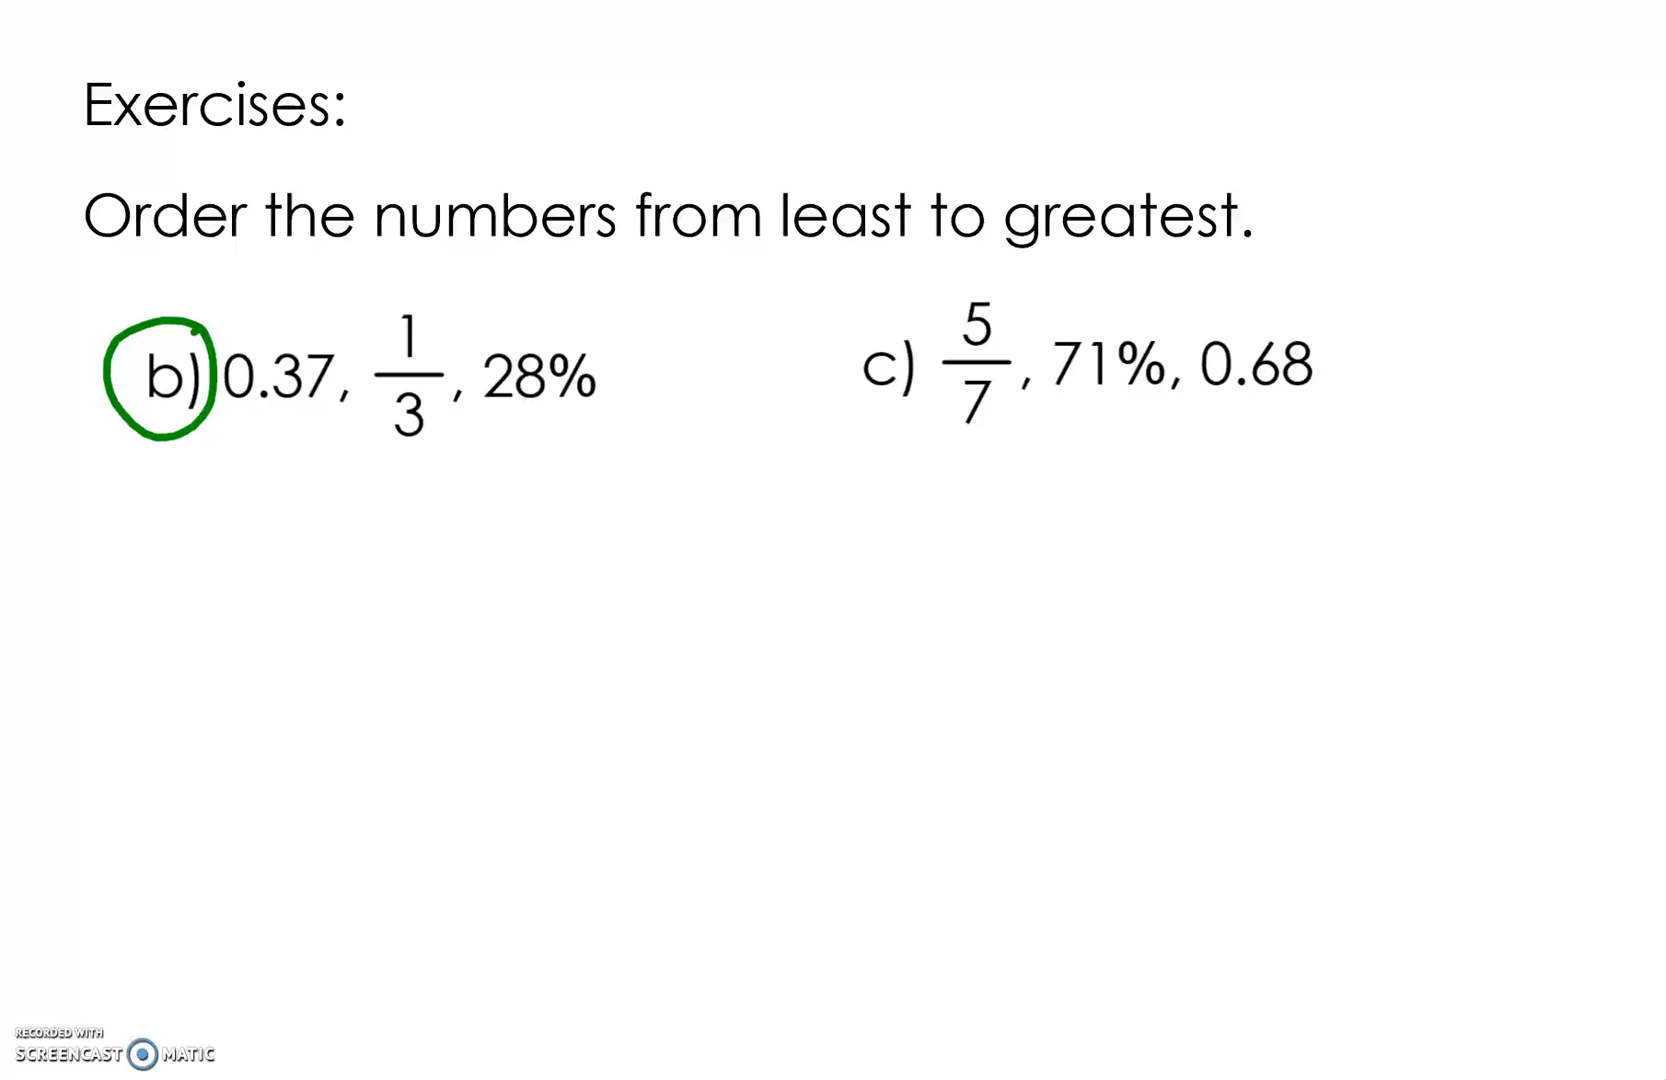 Exercises:
Order the numbers from least to greatest.
b) 0.37, 1/3, 28%
c) 5/7, 71%, 0.68
RECORDED WITH
SCREENCAST MATIC